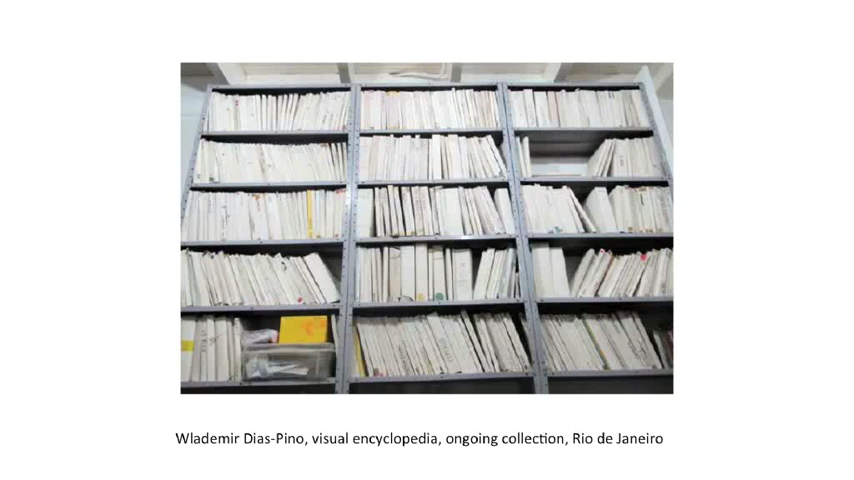 Wlademir Dias-Pino, visual encyclopedia, ongoing collection, Rio de Janeiro